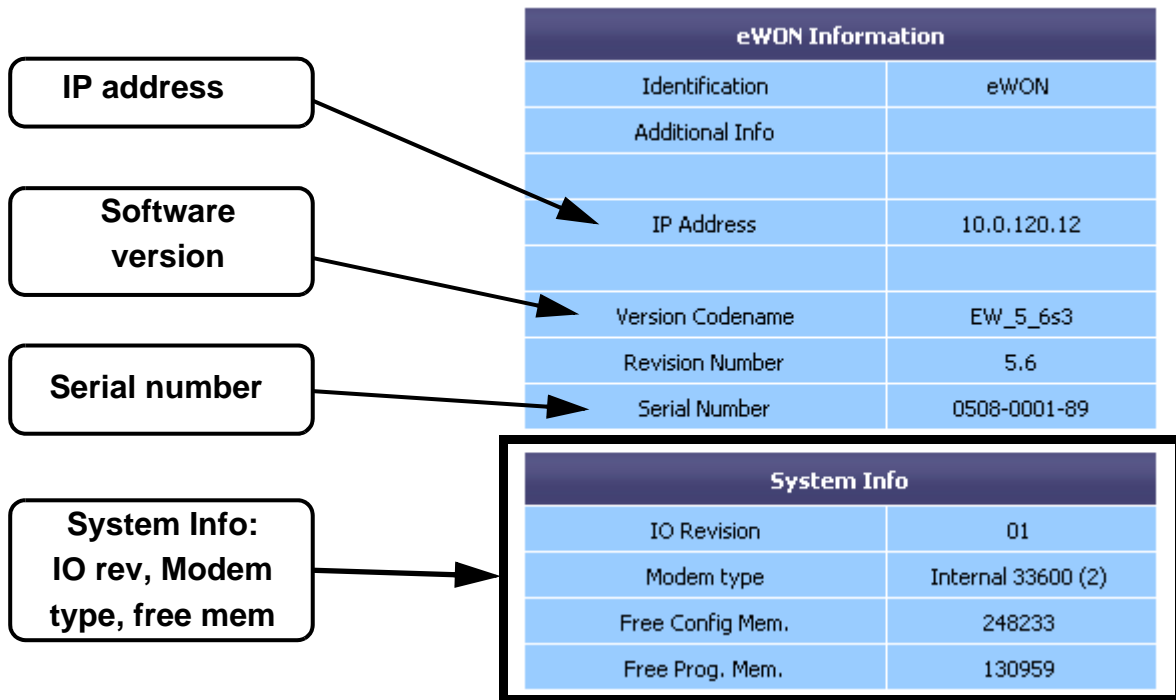 IP address
Software
version
Serial number
System Info:
IO rev, Modem
type, free mem
eWON Information
Identification eWON
Additional Info
IP Address 10.0.120.12
Version Codename EW_5_6s3
Revision Number 5.6
Serial Number 0508-0001-89
System Info
IO Revision 01
Modem type Internal 33600 (2)
Free Config Mem. 248233
Free Prog. Mem. 130959